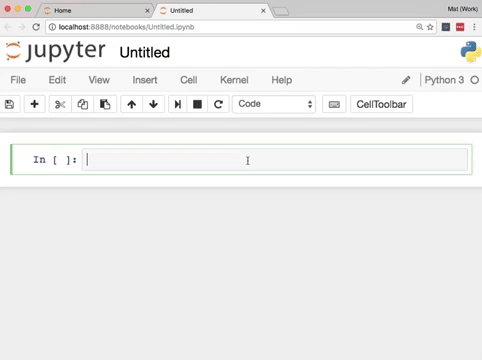 Home
Untitled
Mat (Work)
localhost:8888/notebooks/Untitled.ipynb
jupyter Untitled
File Edit View Insert Cell Kernel Help Python 3
Code CellToolbar
In [ ]: